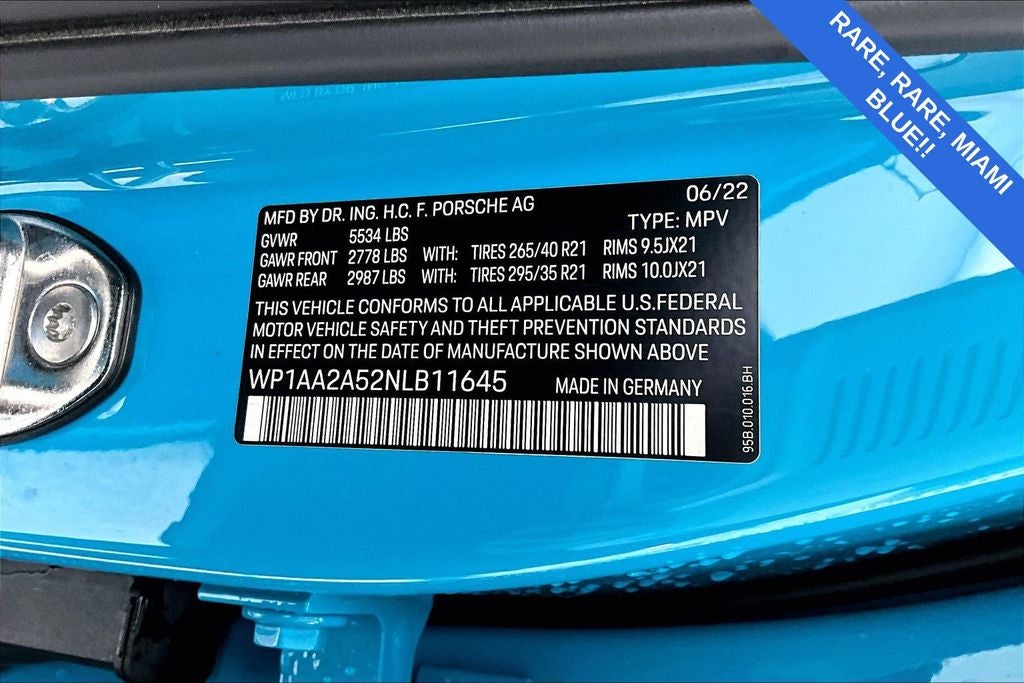 RARE, RARE, MIAMI
BLUE!!
06/22
MFD BY DR. ING. H.C. F. PORSCHE AG
TYPE: MPV
GVWR 5534 LBS
GAWR FRONT 2778 LBS WITH: TIRES 265/40 R21 RIMS 9.5JX21
GAWR REAR 2987 LBS WITH: TIRES 295/35 R21 RIMS 10.0JX21
THIS VEHICLE CONFORMS TO ALL APPLICABLE U.S.FEDERAL
MOTOR VEHICLE SAFETY AND THEFT PREVENTION STANDARDS
IN EFFECT ON THE DATE OF MANUFACTURE SHOWN ABOVE
WP1AA2A52NLB11645 MADE IN GERMANY
95B.010.016.BH